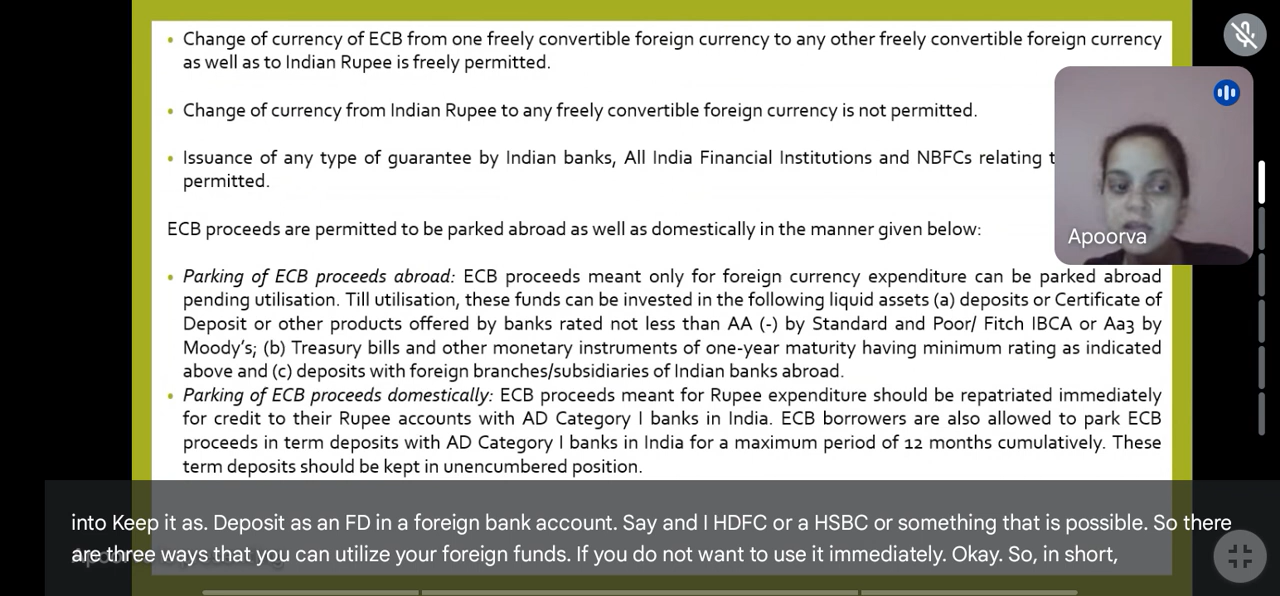 • Change of currency of ECB from one freely convertible foreign currency to any other freely convertible foreign currency
as well as to Indian Rupee is freely permitted.
• Change of currency from Indian Rupee to any freely convertible foreign currency is not permitted.
• Issuance of any type of guarantee by Indian banks, All India Financial Institutions and NBFCs relating
permitted.
Apoorva
ECB proceeds are permitted to be parked abroad as well as domestically in the manner given below:
• Parking of ECB proceeds abroad: ECB proceeds meant only for foreign currency expenditure can be parked abroad
pending utilisation. Till utilisation, these funds can be invested in the following liquid assets (a) deposits or Certificate of
Deposit or other products offered by banks rated not less than AA (-) by Standard and Poor/ Fitch IBCA or Aa3 by
Moody's; (b) Treasury bills and other monetary instruments of one-year maturity having minimum rating as indicated
above and (c) deposits with foreign branches/subsidiaries of Indian banks abroad.
• Parking of ECB proceeds domestically: ECB proceeds meant for Rupee expenditure should be repatriated immediately
for credit to their Rupee accounts with AD Category I banks in India. ECB borrowers are also allowed to park ECB
proceeds in term deposits with AD Category I banks in India for a maximum period of 12 months cumulatively. These
term deposits should be kept in unencumbered position.
into Keep it as. Deposit as an FD in a foreign bank account. Say and I HDFC or a HSBC or something that is possible. So there
are three ways that you can utilize your foreign funds. If you do not want to use it immediately. Okay. So, in short,